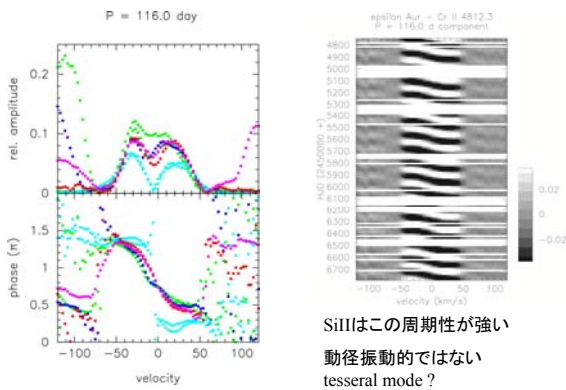 P = 116.0 day
rel. amplitude
0.2
0.1
0
phase (π)
1.5
1
0.5
0
-100 -50 0 50 100
velocity
epsilon Aur - Cr II 4812.3
P = 116.0 d component
HJD (2450000 +)
4800
4900
5000
5100
5200
5300
5400
5500
5600
5700
5800
5900
6000
6100
6200
6300
6400
6500
6600
6700
-100 -50 0 50 100
velocity (km/s)
0.02
0
-0.02
SiIIはこの周期性が強い
動径振動的ではない
tesseral mode ?